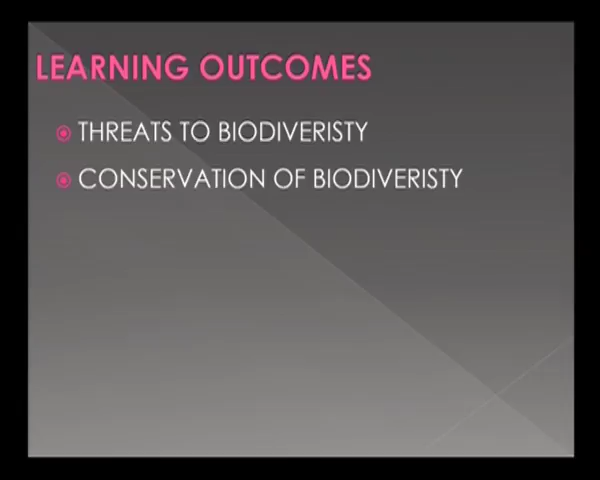 LEARNING OUTCOMES
THREATS TO BIODIVERISTY
CONSERVATION OF BIODIVERISTY